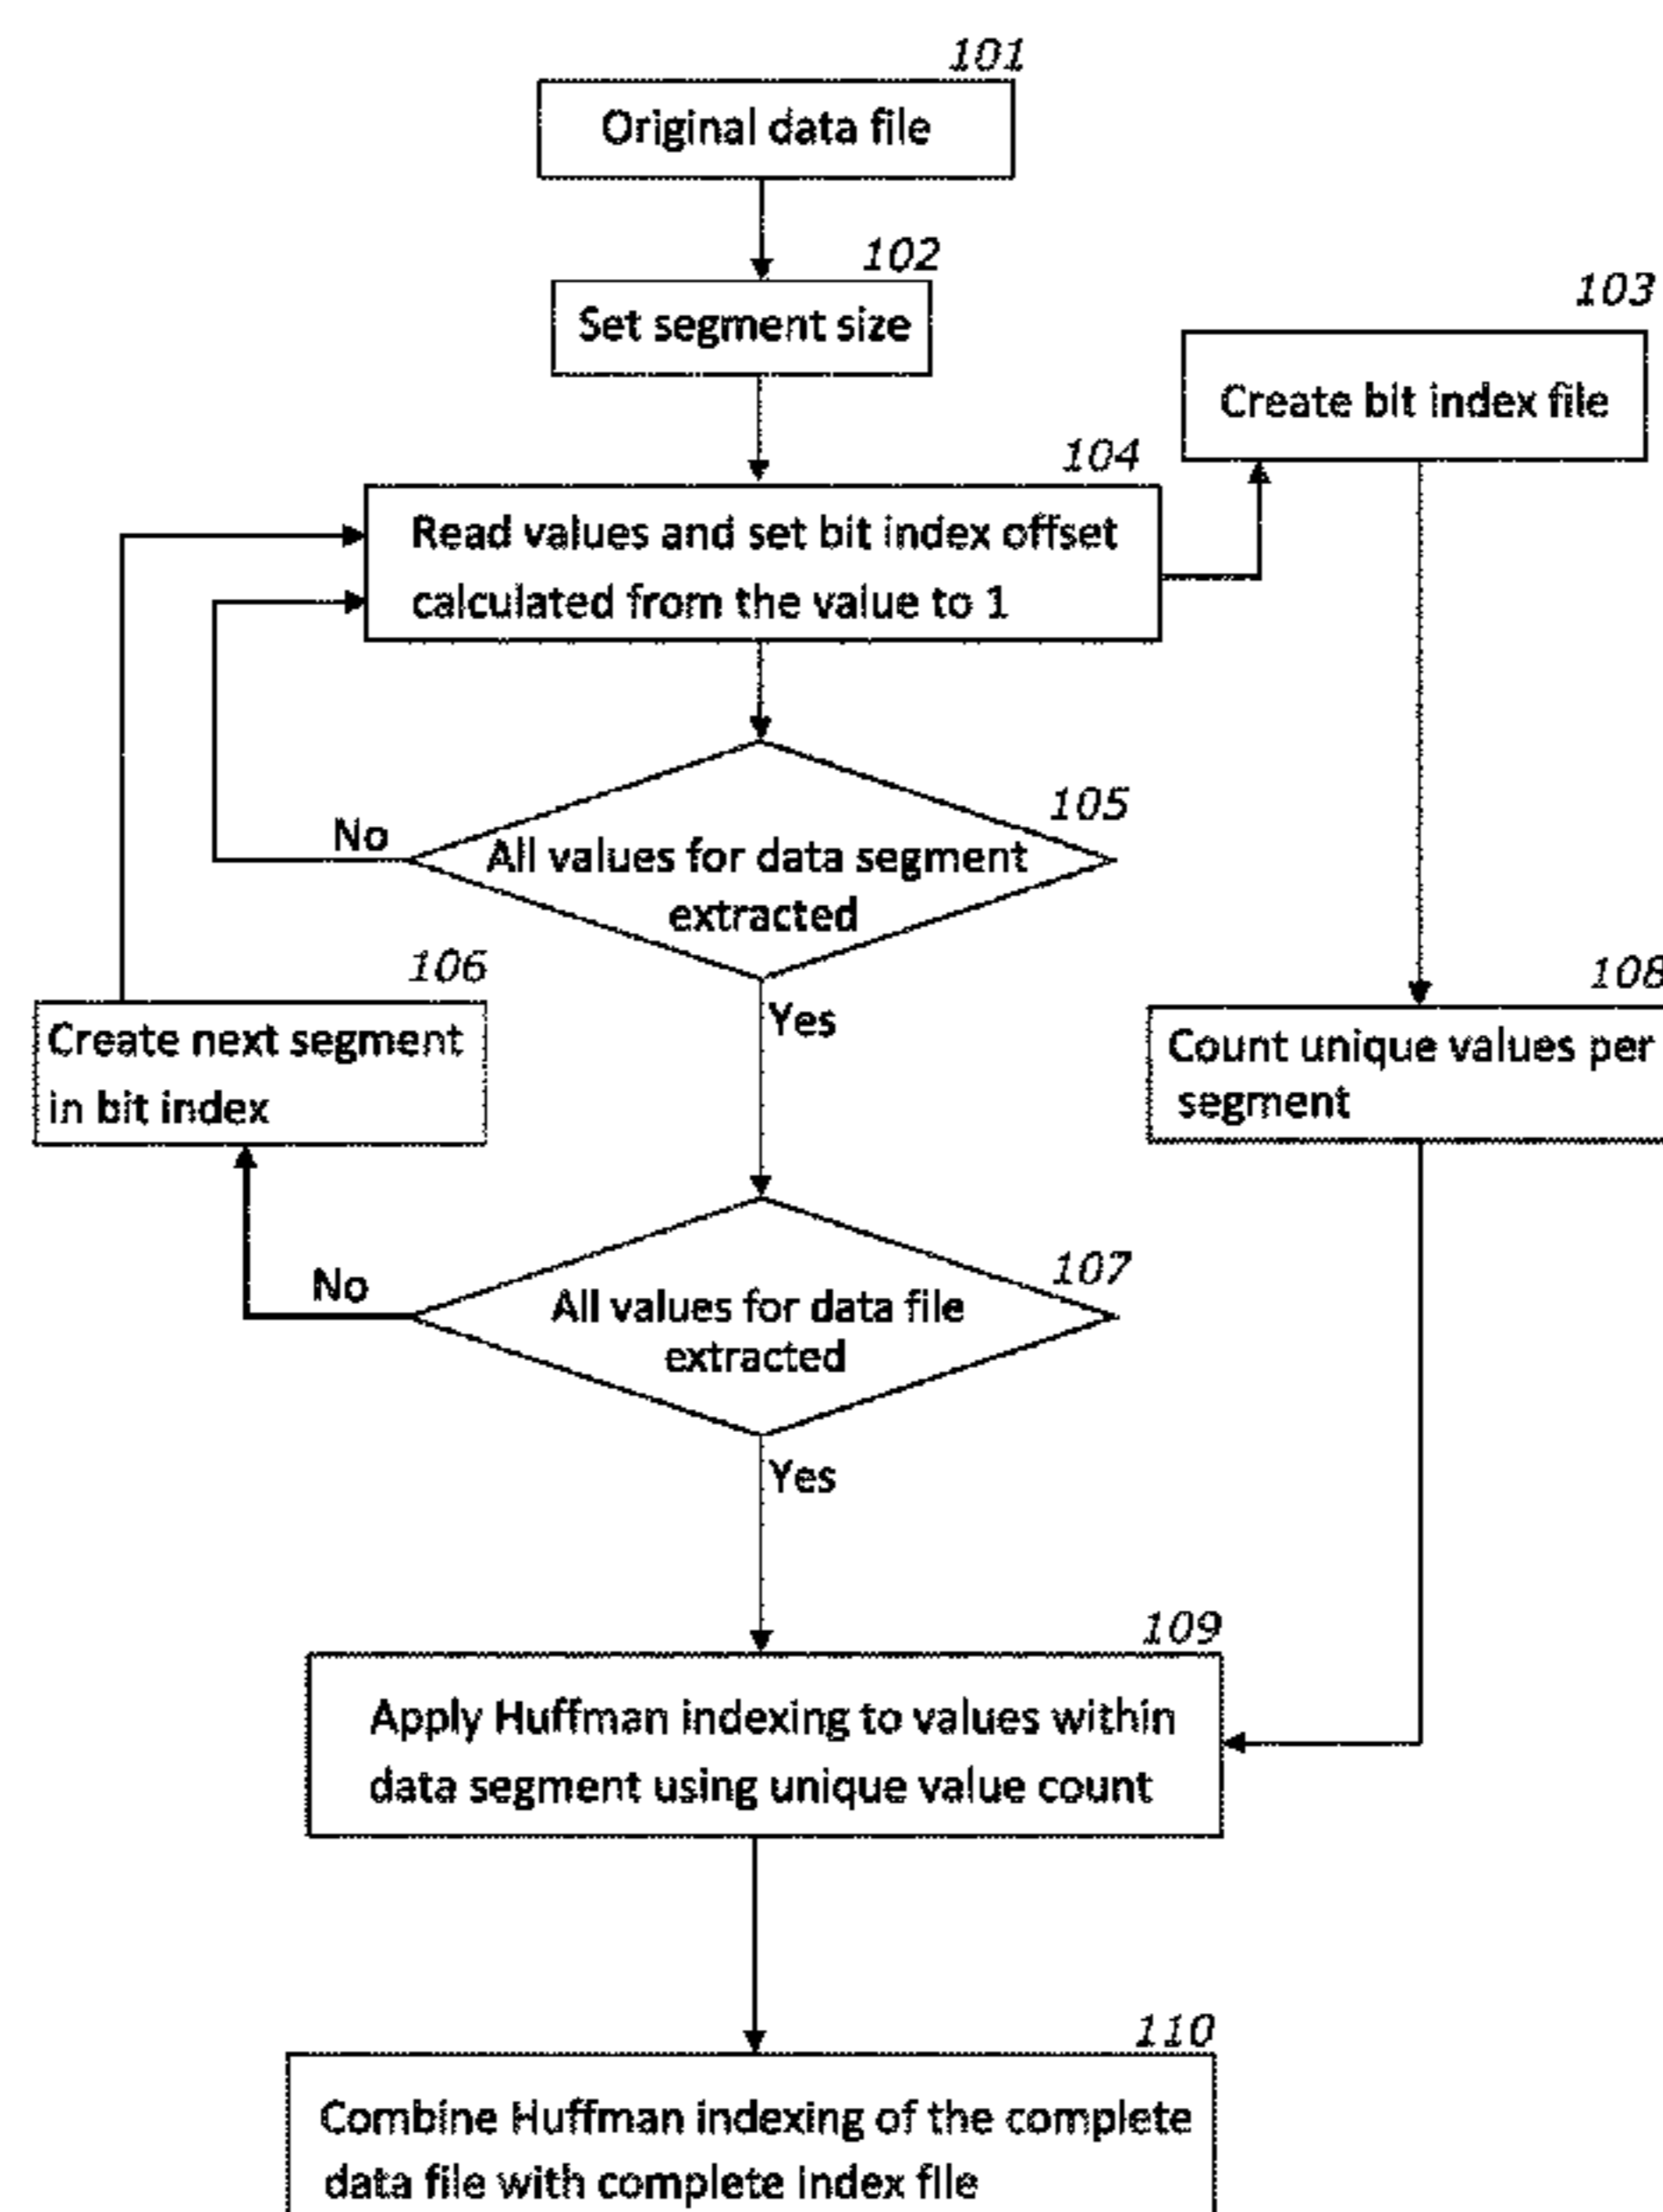 101
Original data file
102
Set segment size
103
Create bit index file
104
Read values and set bit index offset
calculated from the value to 1
105
No
All values for data segment
extracted
Yes
106
Create next segment
in bit index
108
Count unique values per
segment
107
No
All values for data file
extracted
Yes
109
Apply Huffman indexing to values within
data segment using unique value count
110
Combine Huffman indexing of the complete
data file with complete index file